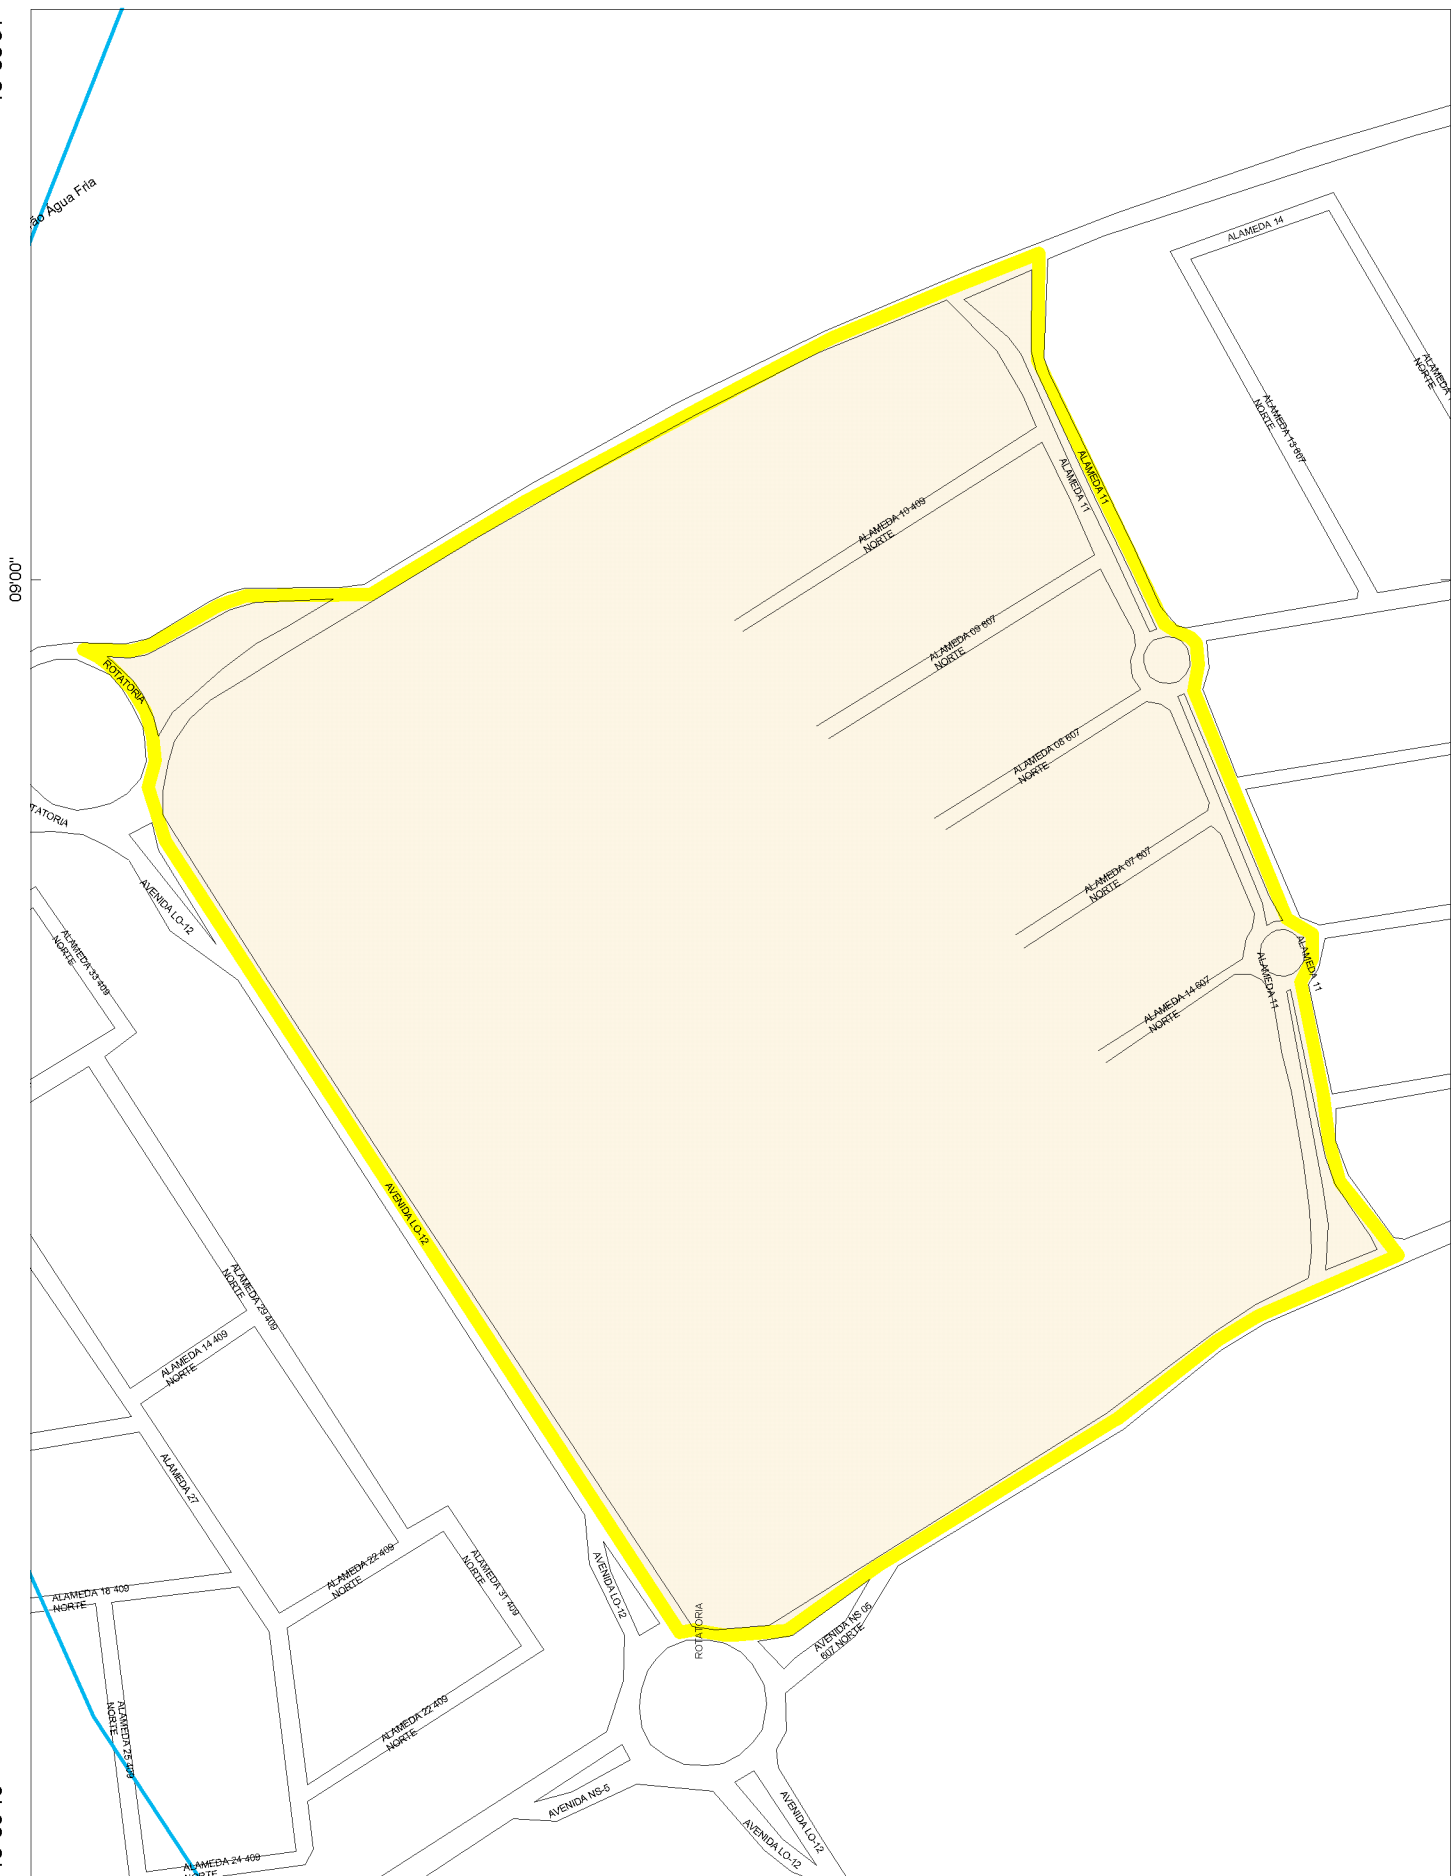 Água Fria
ALAMEDA 14
ALAMEDA
NORTE
ALAMEDA 13 607
NORTE
ALAMEDA 11
ALAMEDA 11
ALAMEDA 10 409
NORTE
09'00"
ALAMEDA 09 607
NORTE
ROTATORIA
ALAMEDA 08 607
NORTE
TATORIA
ALAMEDA 07 607
NORTE
AVENIDA LO-12
ALAMEDA 33 409
NORTE
ALAMEDA 11
ALAMEDA 11
ALAMEDA 14 607
NORTE
AVENIDA LO-12
ALAMEDA 29 409
NORTE
ALAMEDA 14 409
NORTE
ALAMEDA 27
ALAMEDA 22 409
NORTE
ALAMEDA 31 409
NORTE
AVENIDA LO-12
ALAMEDA 18 409
NORTE
ROTATORIA
AVENIDA NS 05
607 NORTE
ALAMEDA 25 409
NORTE
ALAMEDA 22 409
NORTE
AVENIDA NS-5
AVENIDA LO-12
AVENIDA LO-12
ALAMEDA 24 409
NORTE